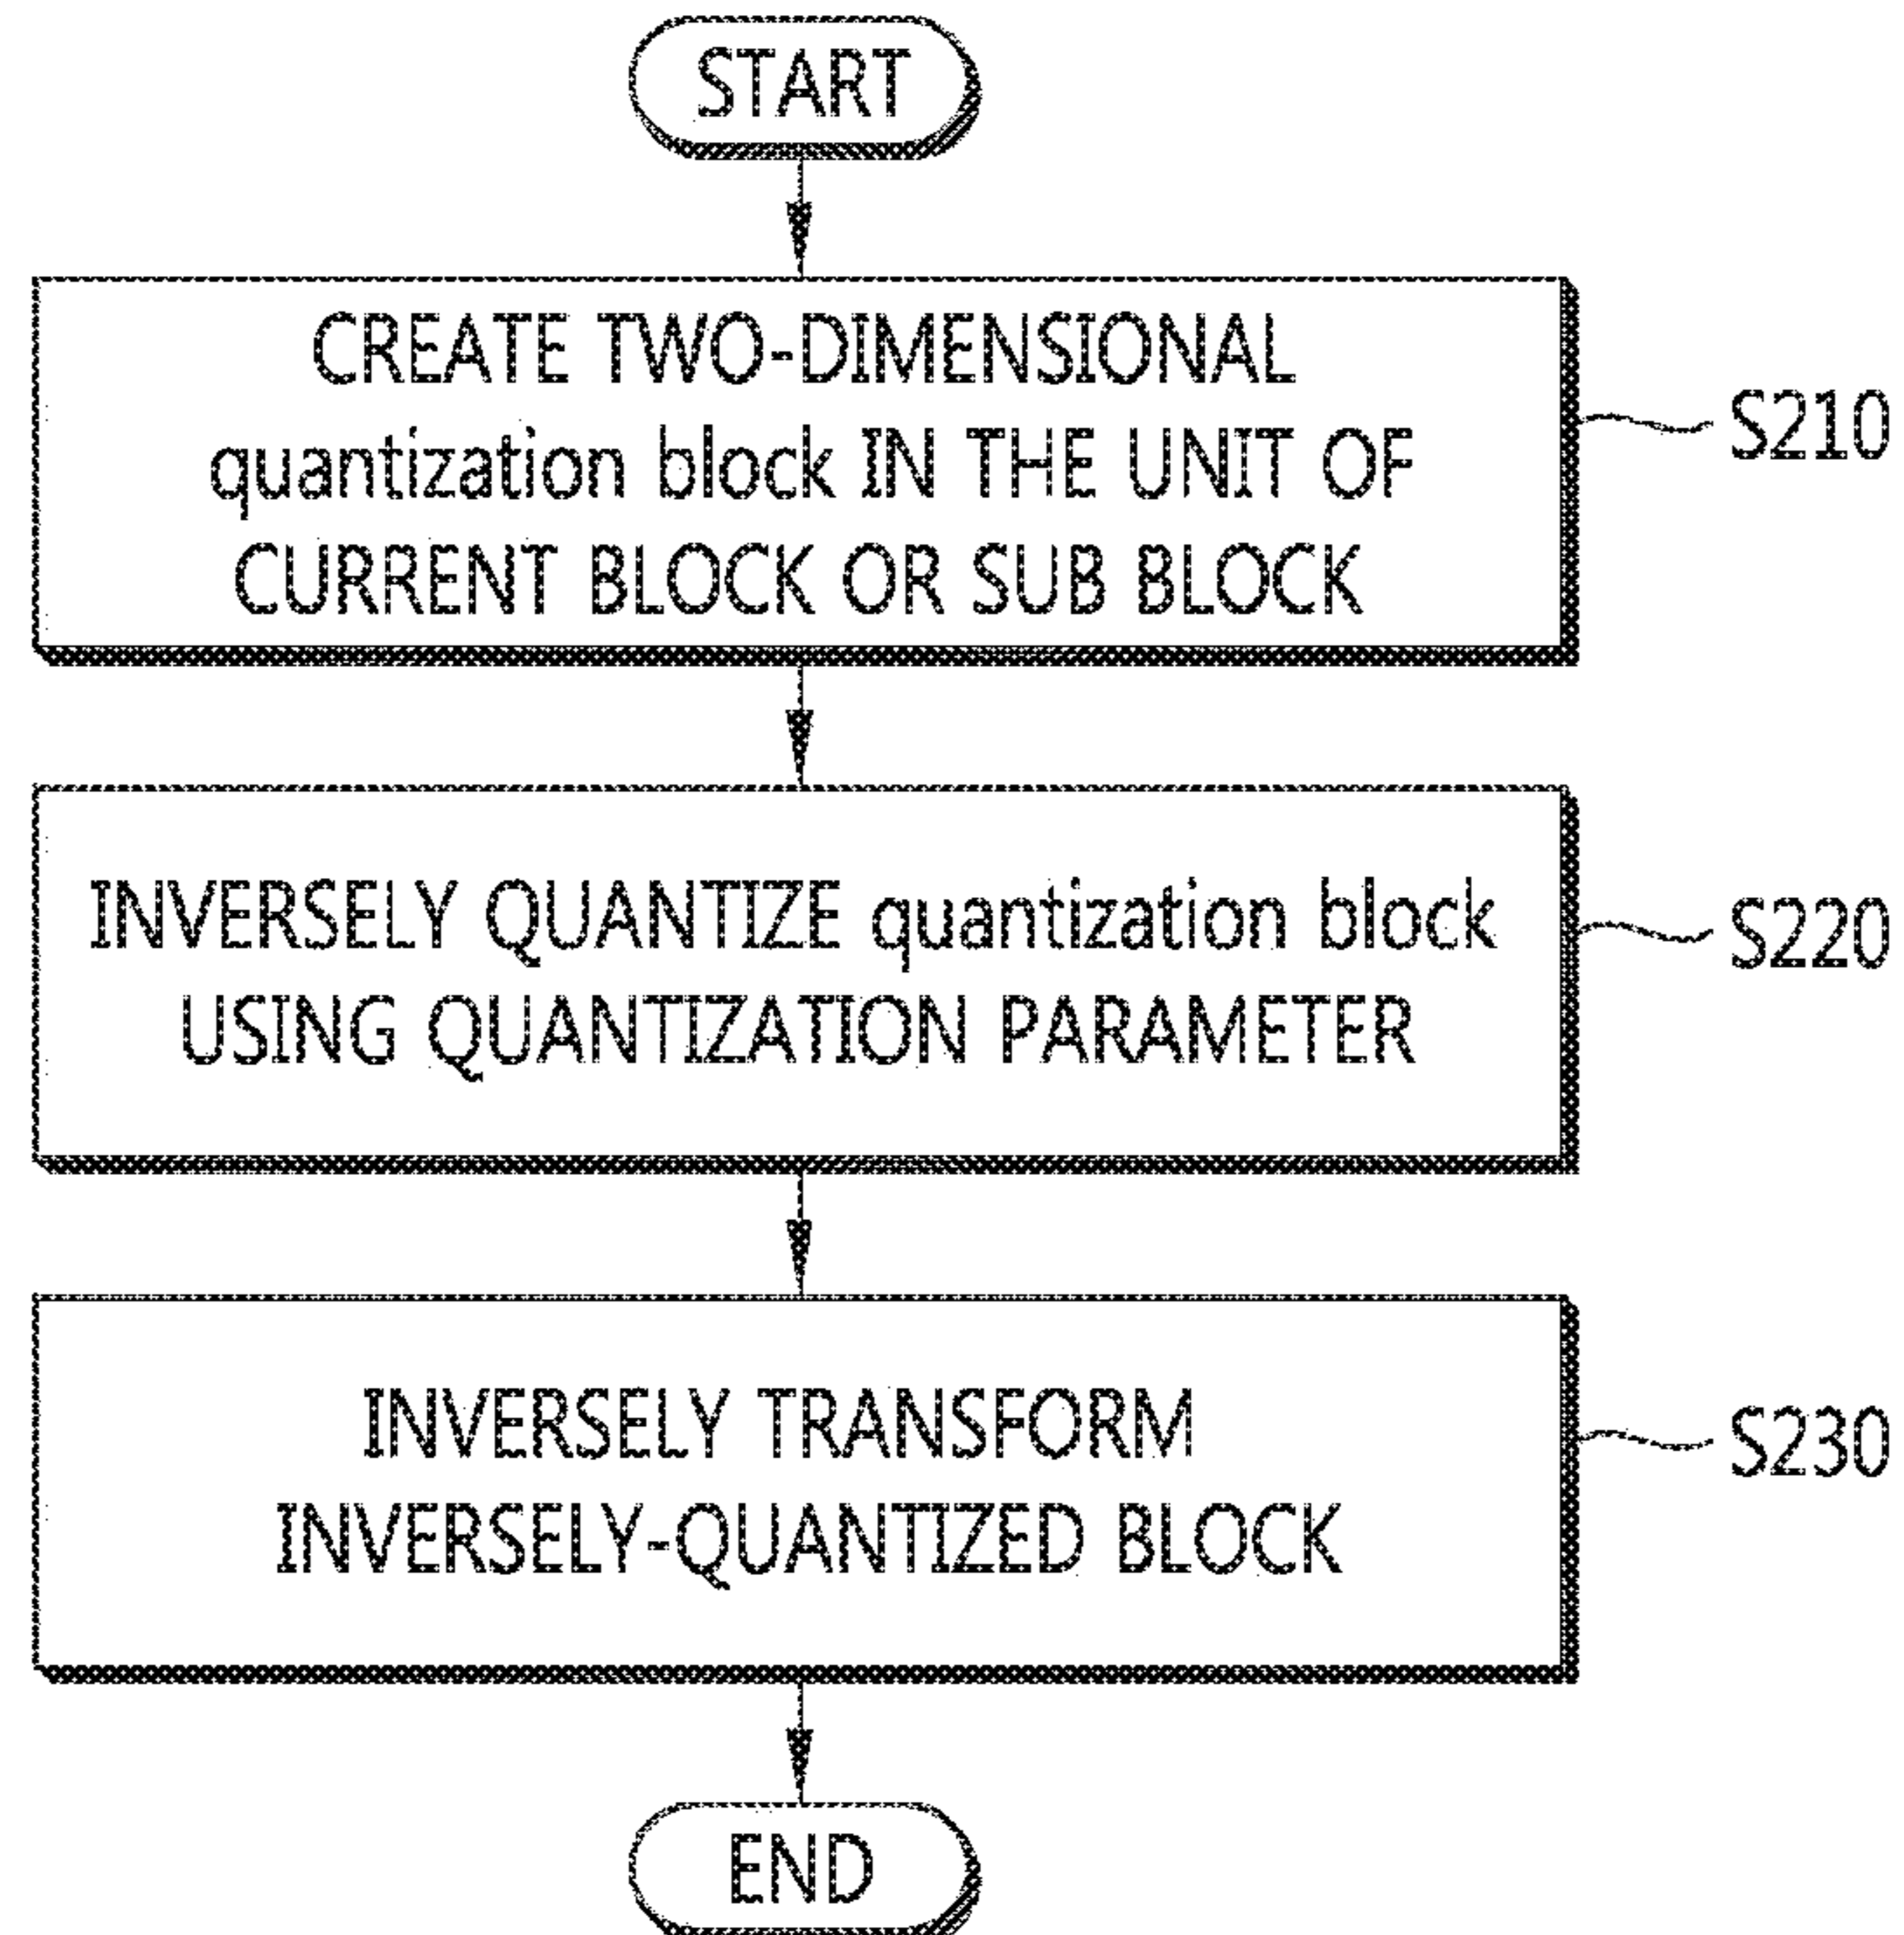 START
CREATE TWO-DIMENSIONAL
quantization block IN THE UNIT OF
CURRENT BLOCK OR SUB BLOCK
S210
INVERSELY QUANTIZE quantization block
USING QUANTIZATION PARAMETER
S220
INVERSELY TRANSFORM
INVERSELY-QUANTIZED BLOCK
S230
END